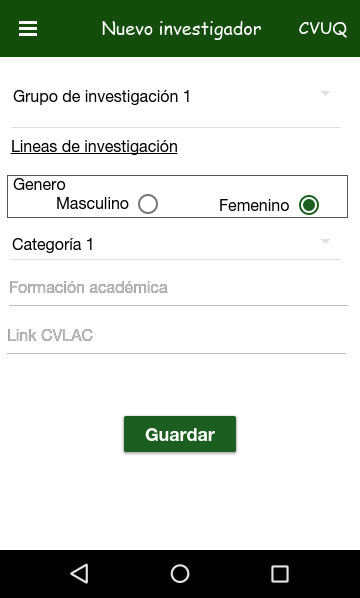 Nuevo investigador CVUQ
Grupo de investigación 1
Lineas de investigación
Genero
Masculino Femenino
Categoría 1
Formación académica
Link CVLAC
Guardar